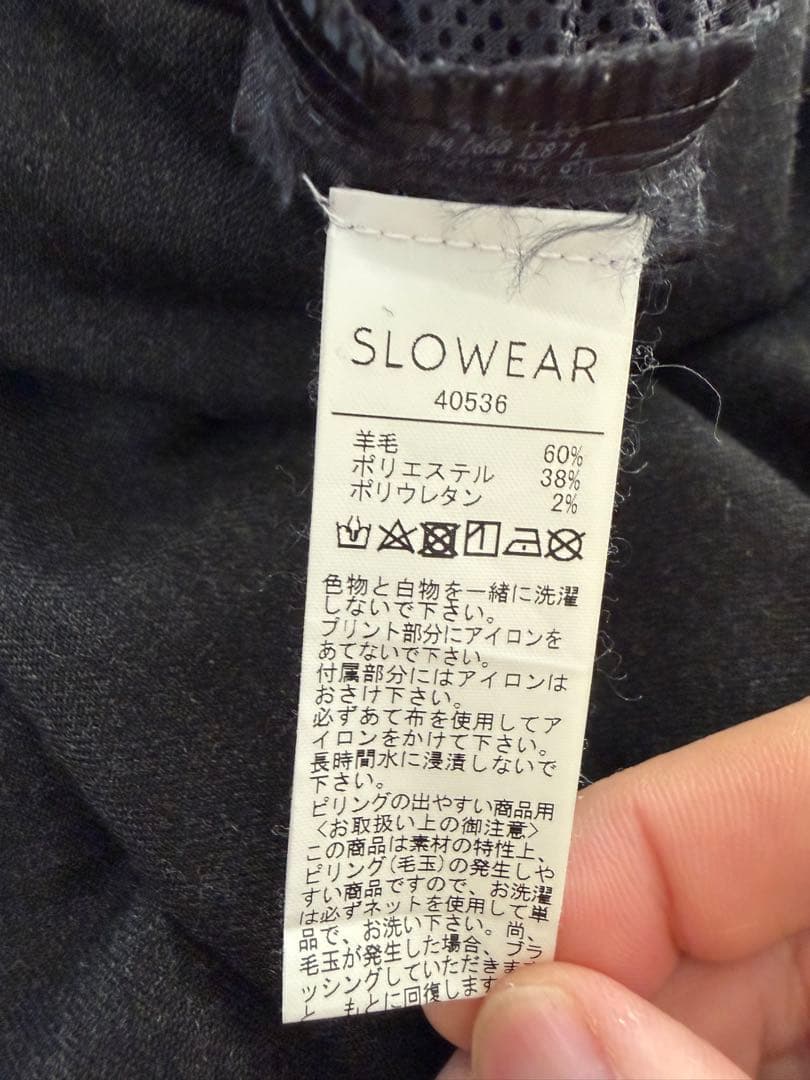 SLOWEAR
40536
羊毛 60%
ポリエステル 38%
ポリウレタン 2%
色物と白物を一緒に洗濯
しないで下さい。
プリント部分にアイロンを
あてないで下さい。
付属部分にはアイロンは
おさけ下さい。
必ずあて布を使用してア
イロンをかけて下さい。
長時間水に浸漬しないで
下さい。
ピリングの出やすい商品用
<お取扱い上の御注意>
この商品は素材の特性上、
ピリング(毛玉)の発生しや
すい商品ですので、お洗濯
は必ずネットを使用して単
品で、お洗い下さい。尚、
毛玉が発生した場合、ブラ
ッシングしていただきま
と、もとに回復します